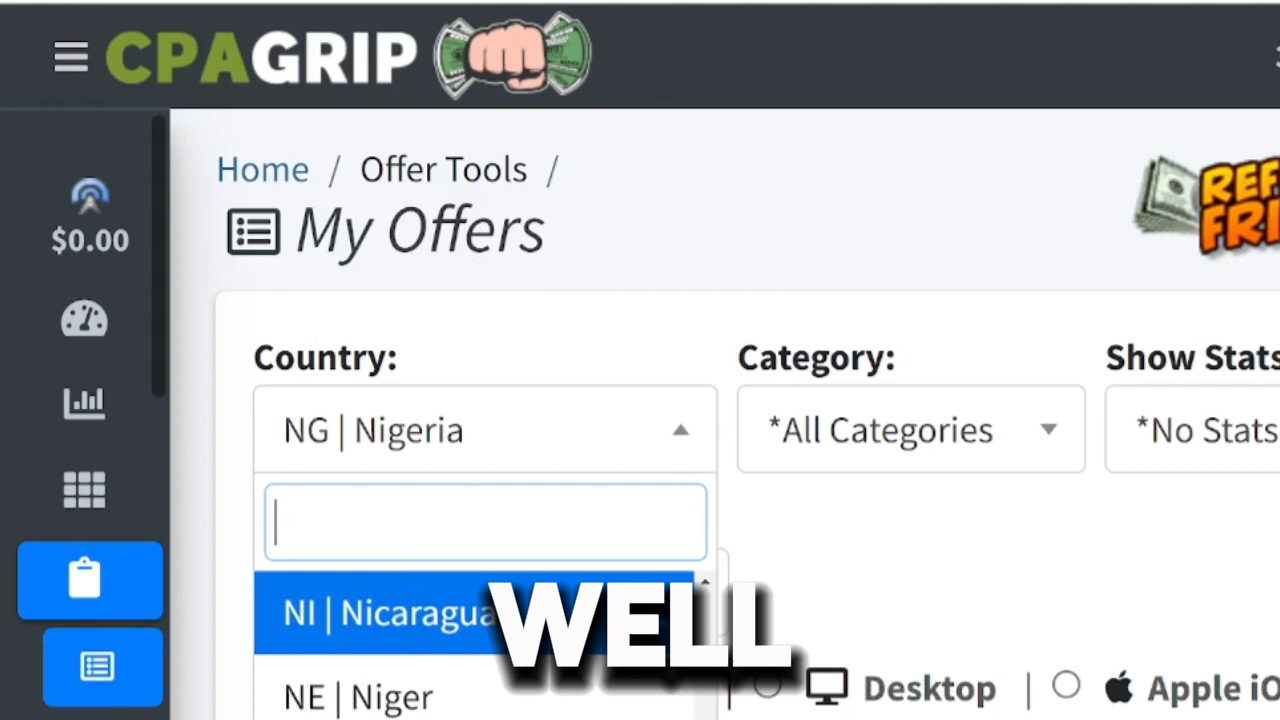 CPAGRIP
$0.00
Home / Offer Tools /
My Offers
Country:
Category:
Show Stats
NG | Nigeria
*All Categories
*No Stats
NI | Nicaragua
WELL
NE | Niger
Desktop |
Apple iO